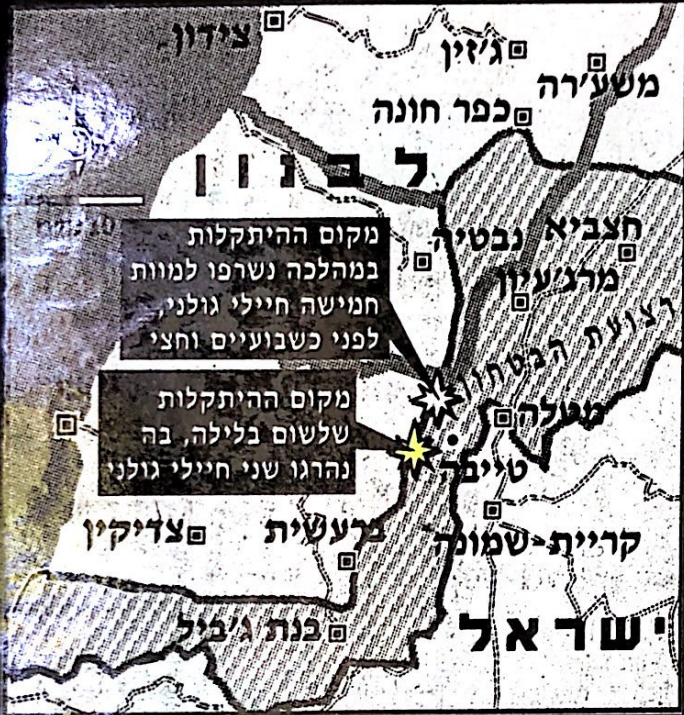 צידון
ג'זין
משע'רה
כפר חונה
לבנון
חצביא
נבטיה
מרג'עיון
מקום ההיתקלות
במהלכה נשרפו למוות
חמישה חיילי גולני,
לפני כשבועיים וחצי
רצועת הבטחון
מטלה
מקום ההיתקלות
שלשום בלילה, בה
נהרגו שני חיילי גולני
טייבה
קריית-שמונה
ברעשית
צדיקין
בנת ג'ביל
ישראל